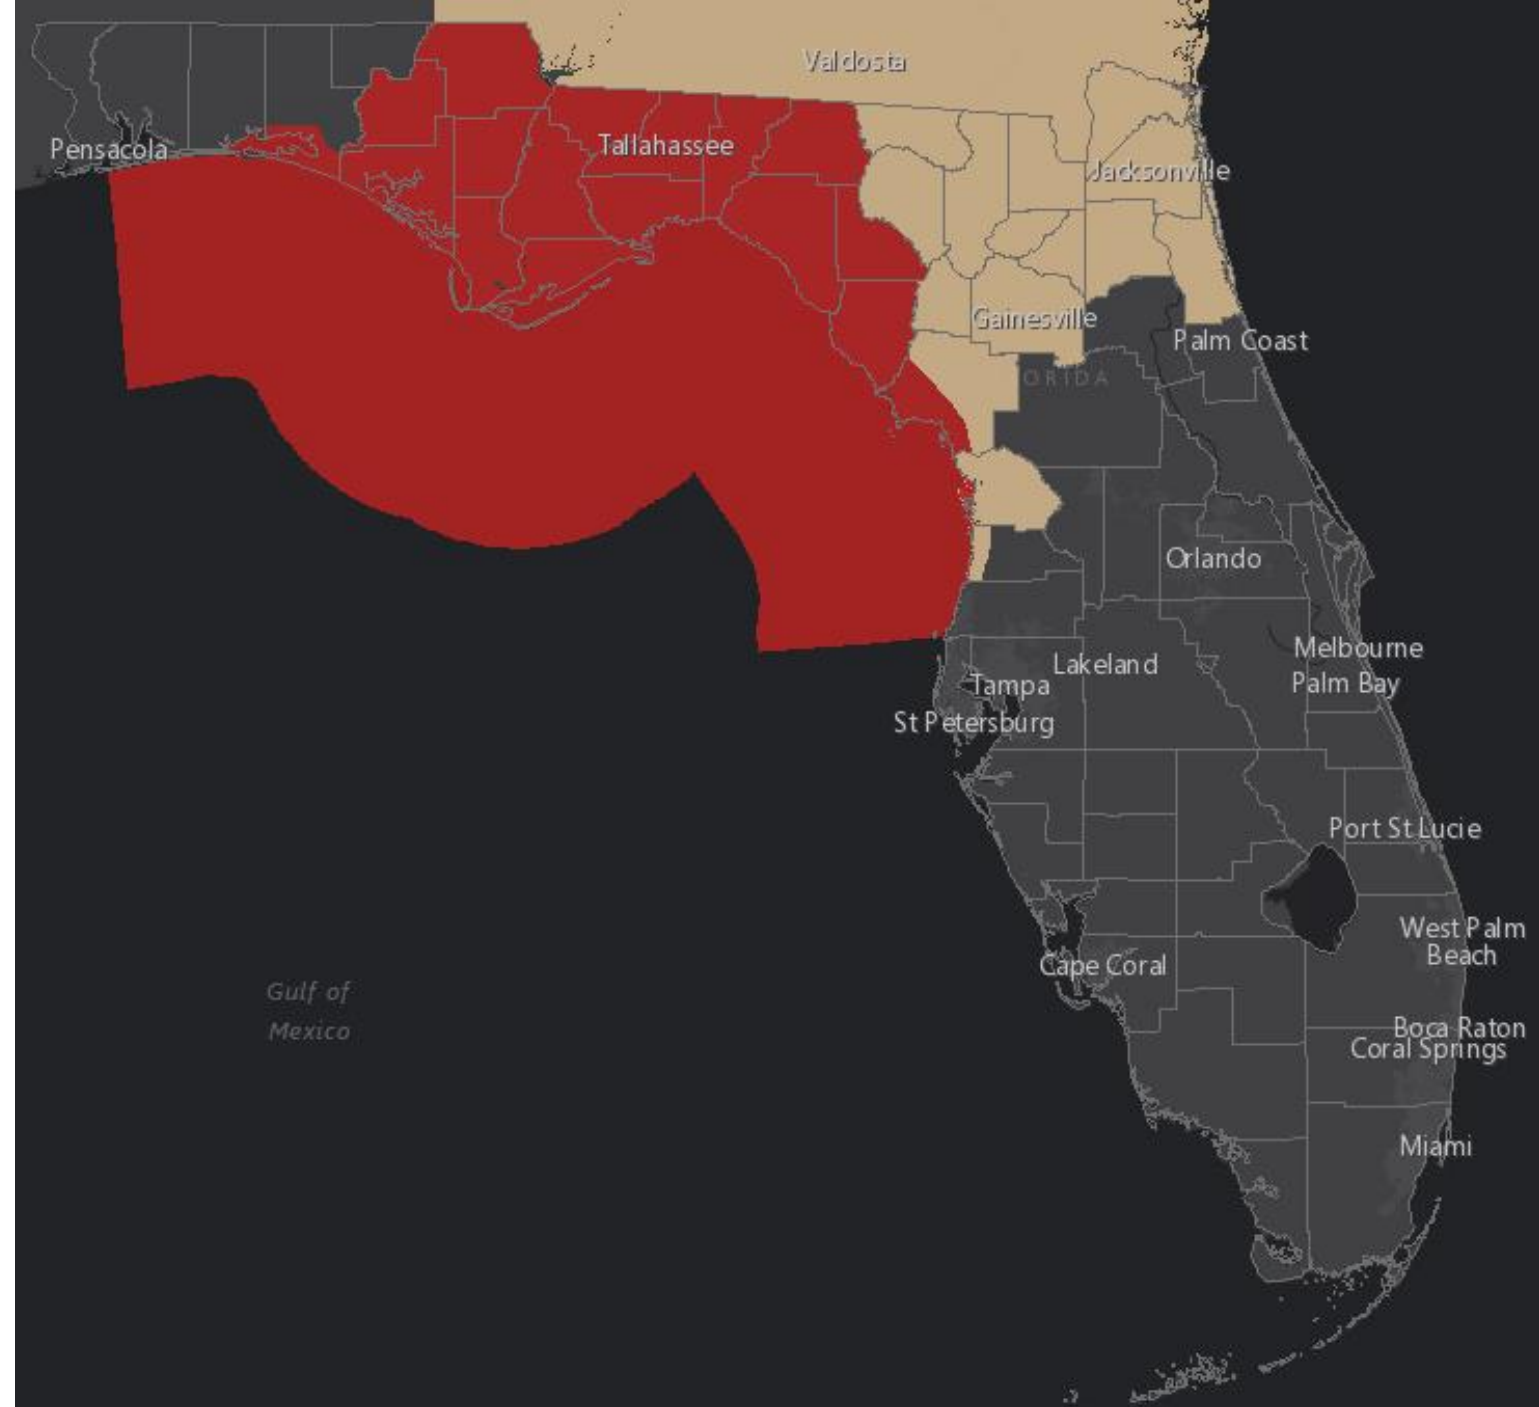 Valdosta
Pensacola
Tallahassee
Jacksonville
Gainesville
Palm Coast
ORIDA
Orlando
Melbourne
Lakeland
Palm Bay
Tampa
St Petersburg
Port St Lucie
West Palm
Beach
Cape Coral
Gulf of
Mexico
Boca Raton
Coral Springs
Miami